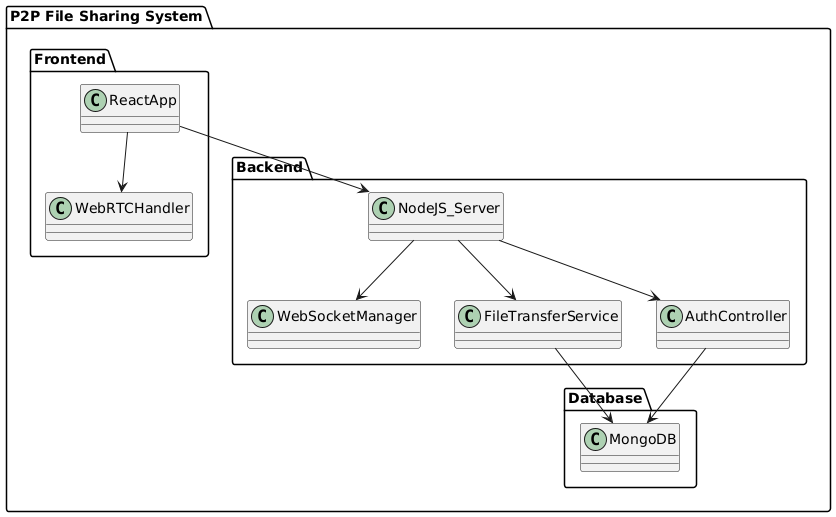 P2P File Sharing System
Frontend
C ReactApp
Backend
C WebRTCHandler
C NodeJS_Server
C WebSocketManager
C FileTransferService
C AuthController
Database
C MongoDB